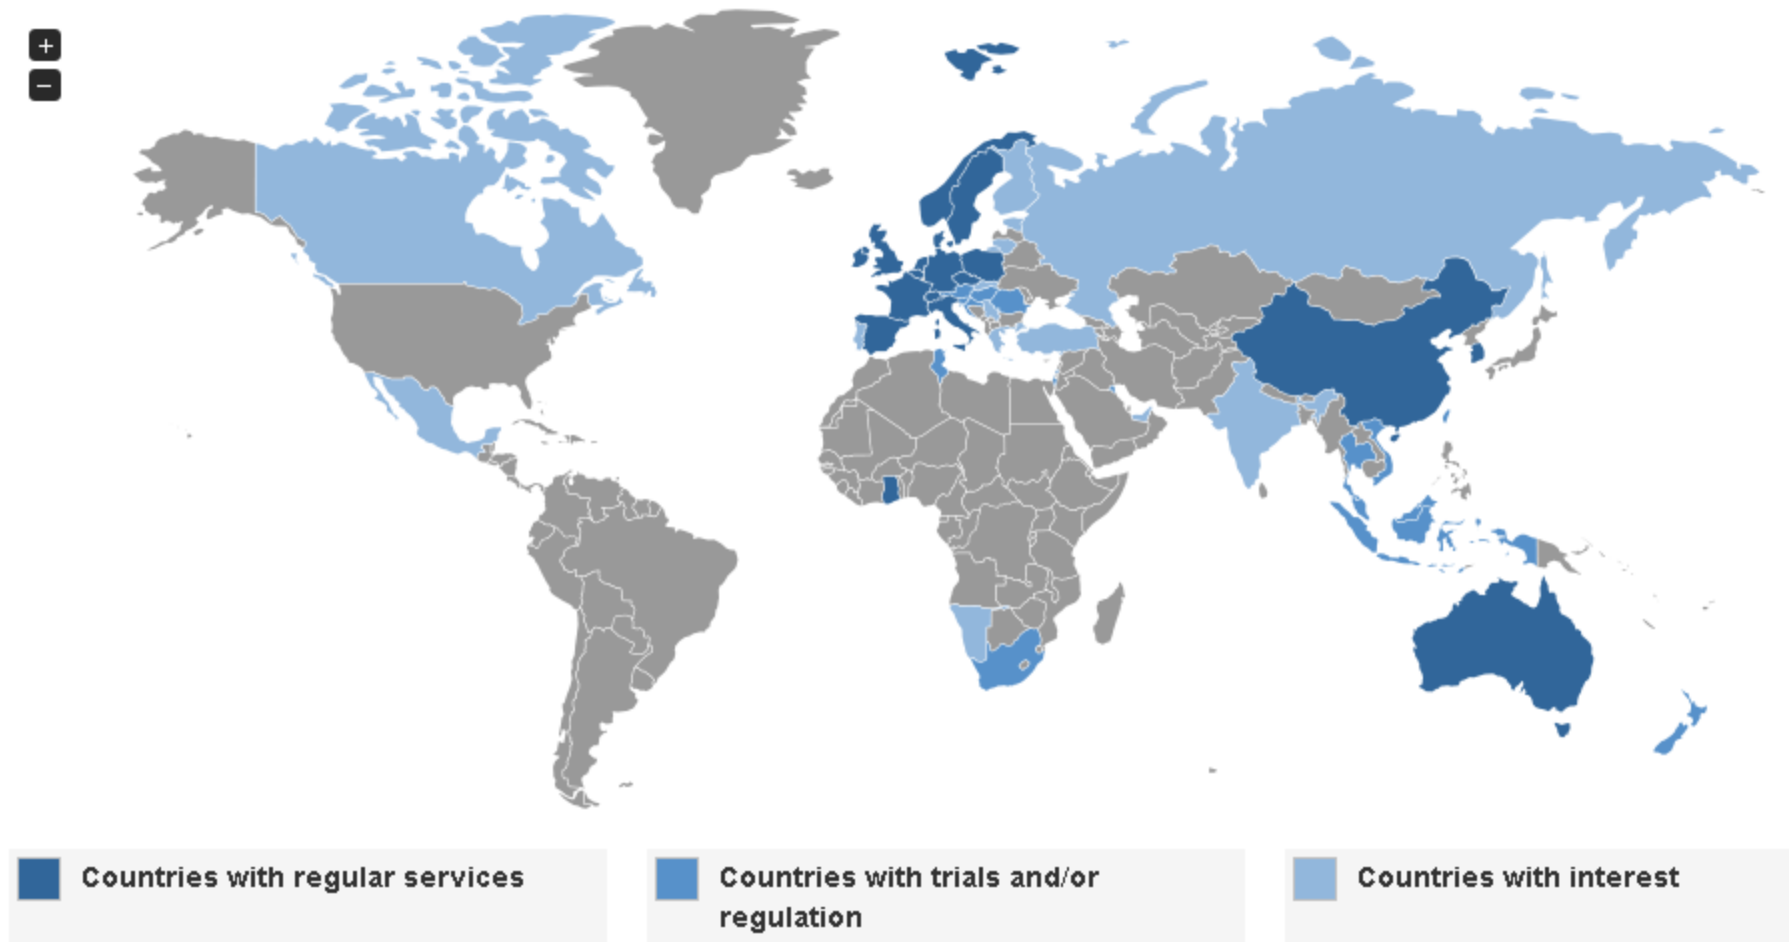 +
−
Countries with regular services
Countries with trials and/or
regulation
Countries with interest